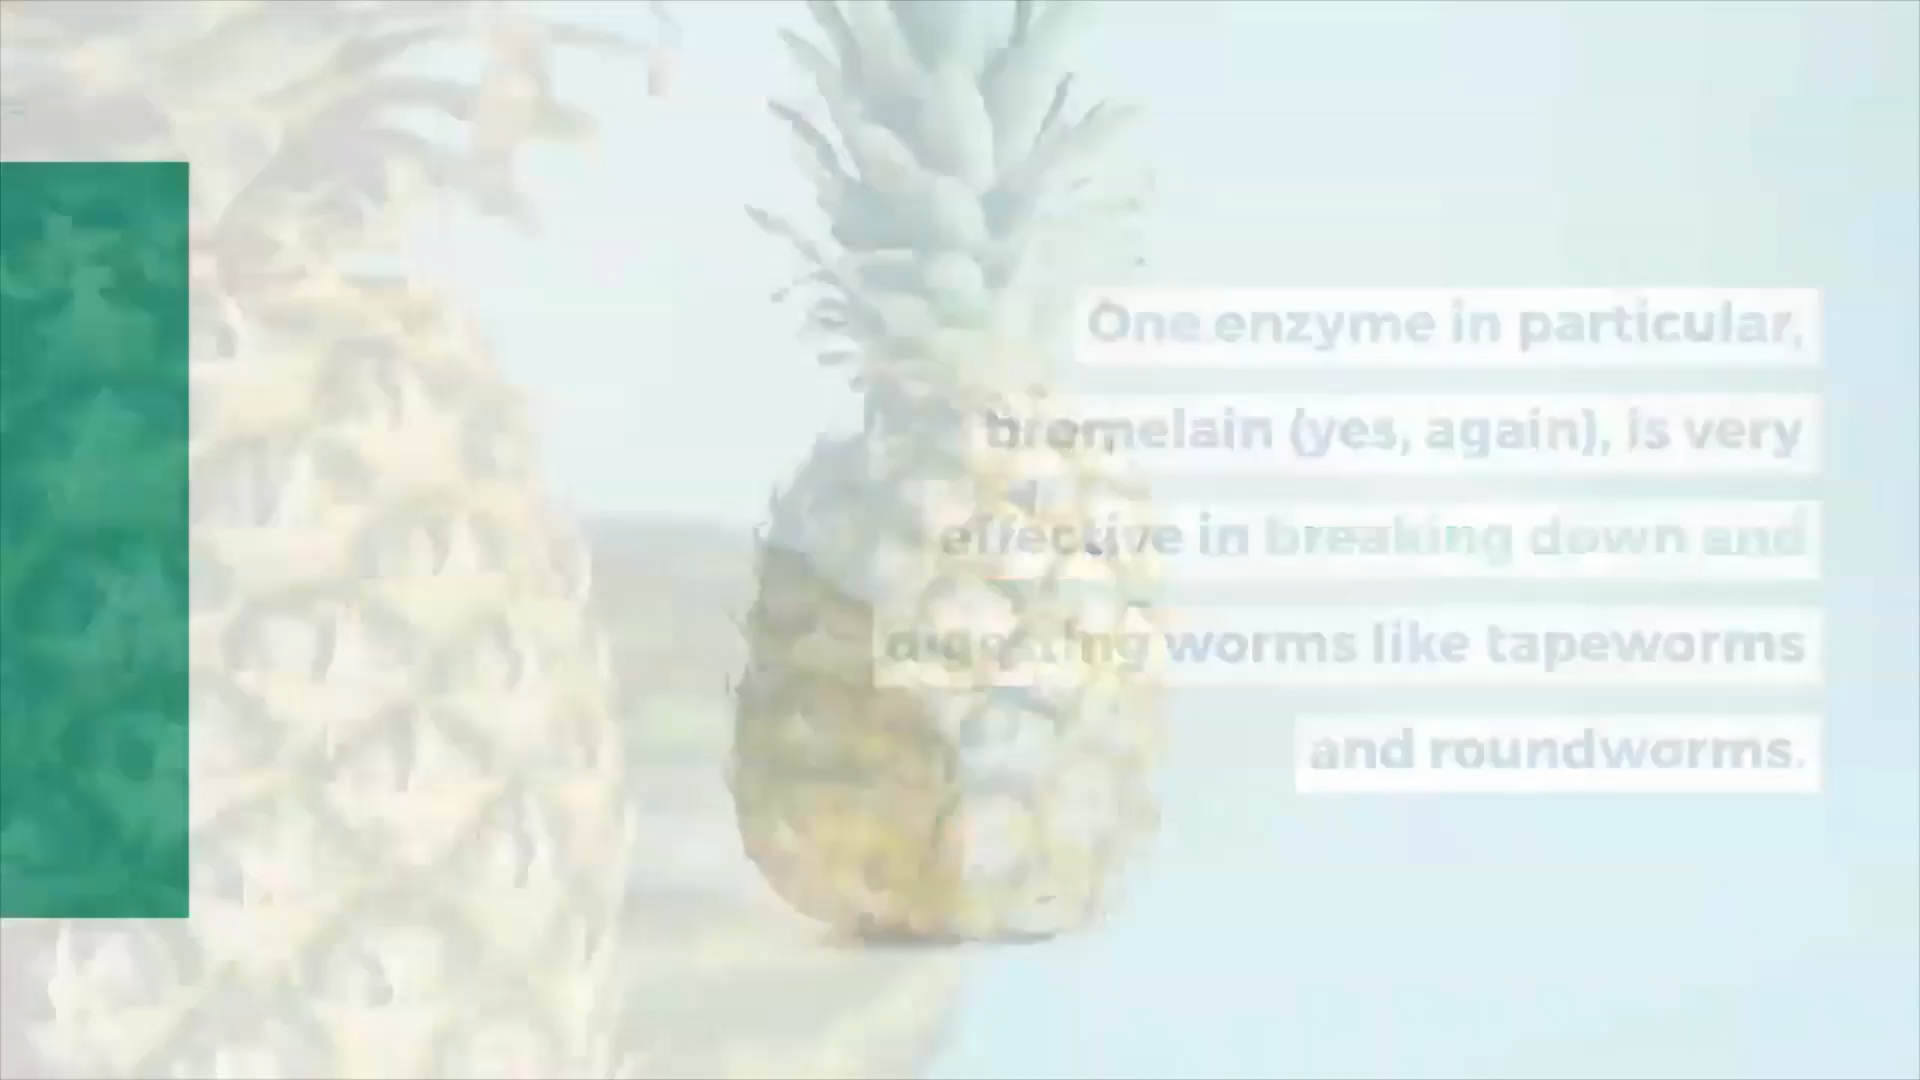 One enzyme in particular,
bromelain (yes, again), is very
effective in breaking down and
digesting worms like tapeworms
and roundworms.